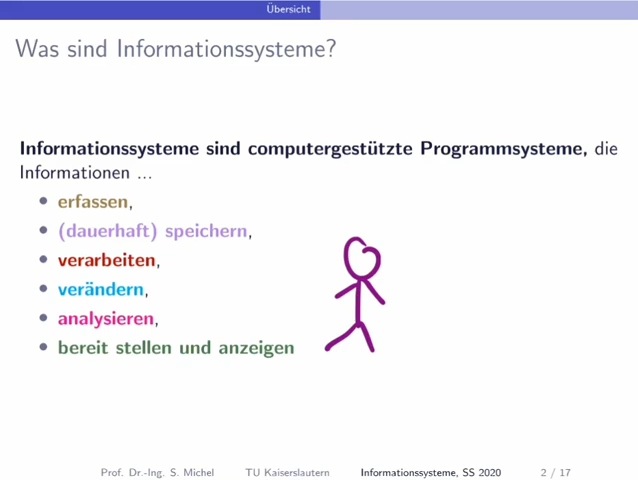 Übersicht
Was sind Informationssysteme?
Informationssysteme sind computergestützte Programmsysteme, die
Informationen ...
• erfassen,
• (dauerhaft) speichern,
• verarbeiten,
• verändern,
• analysieren,
• bereit stellen und anzeigen
Prof. Dr.-Ing. S. Michel TU Kaiserslautern Informationssysteme, SS 2020 2 / 17